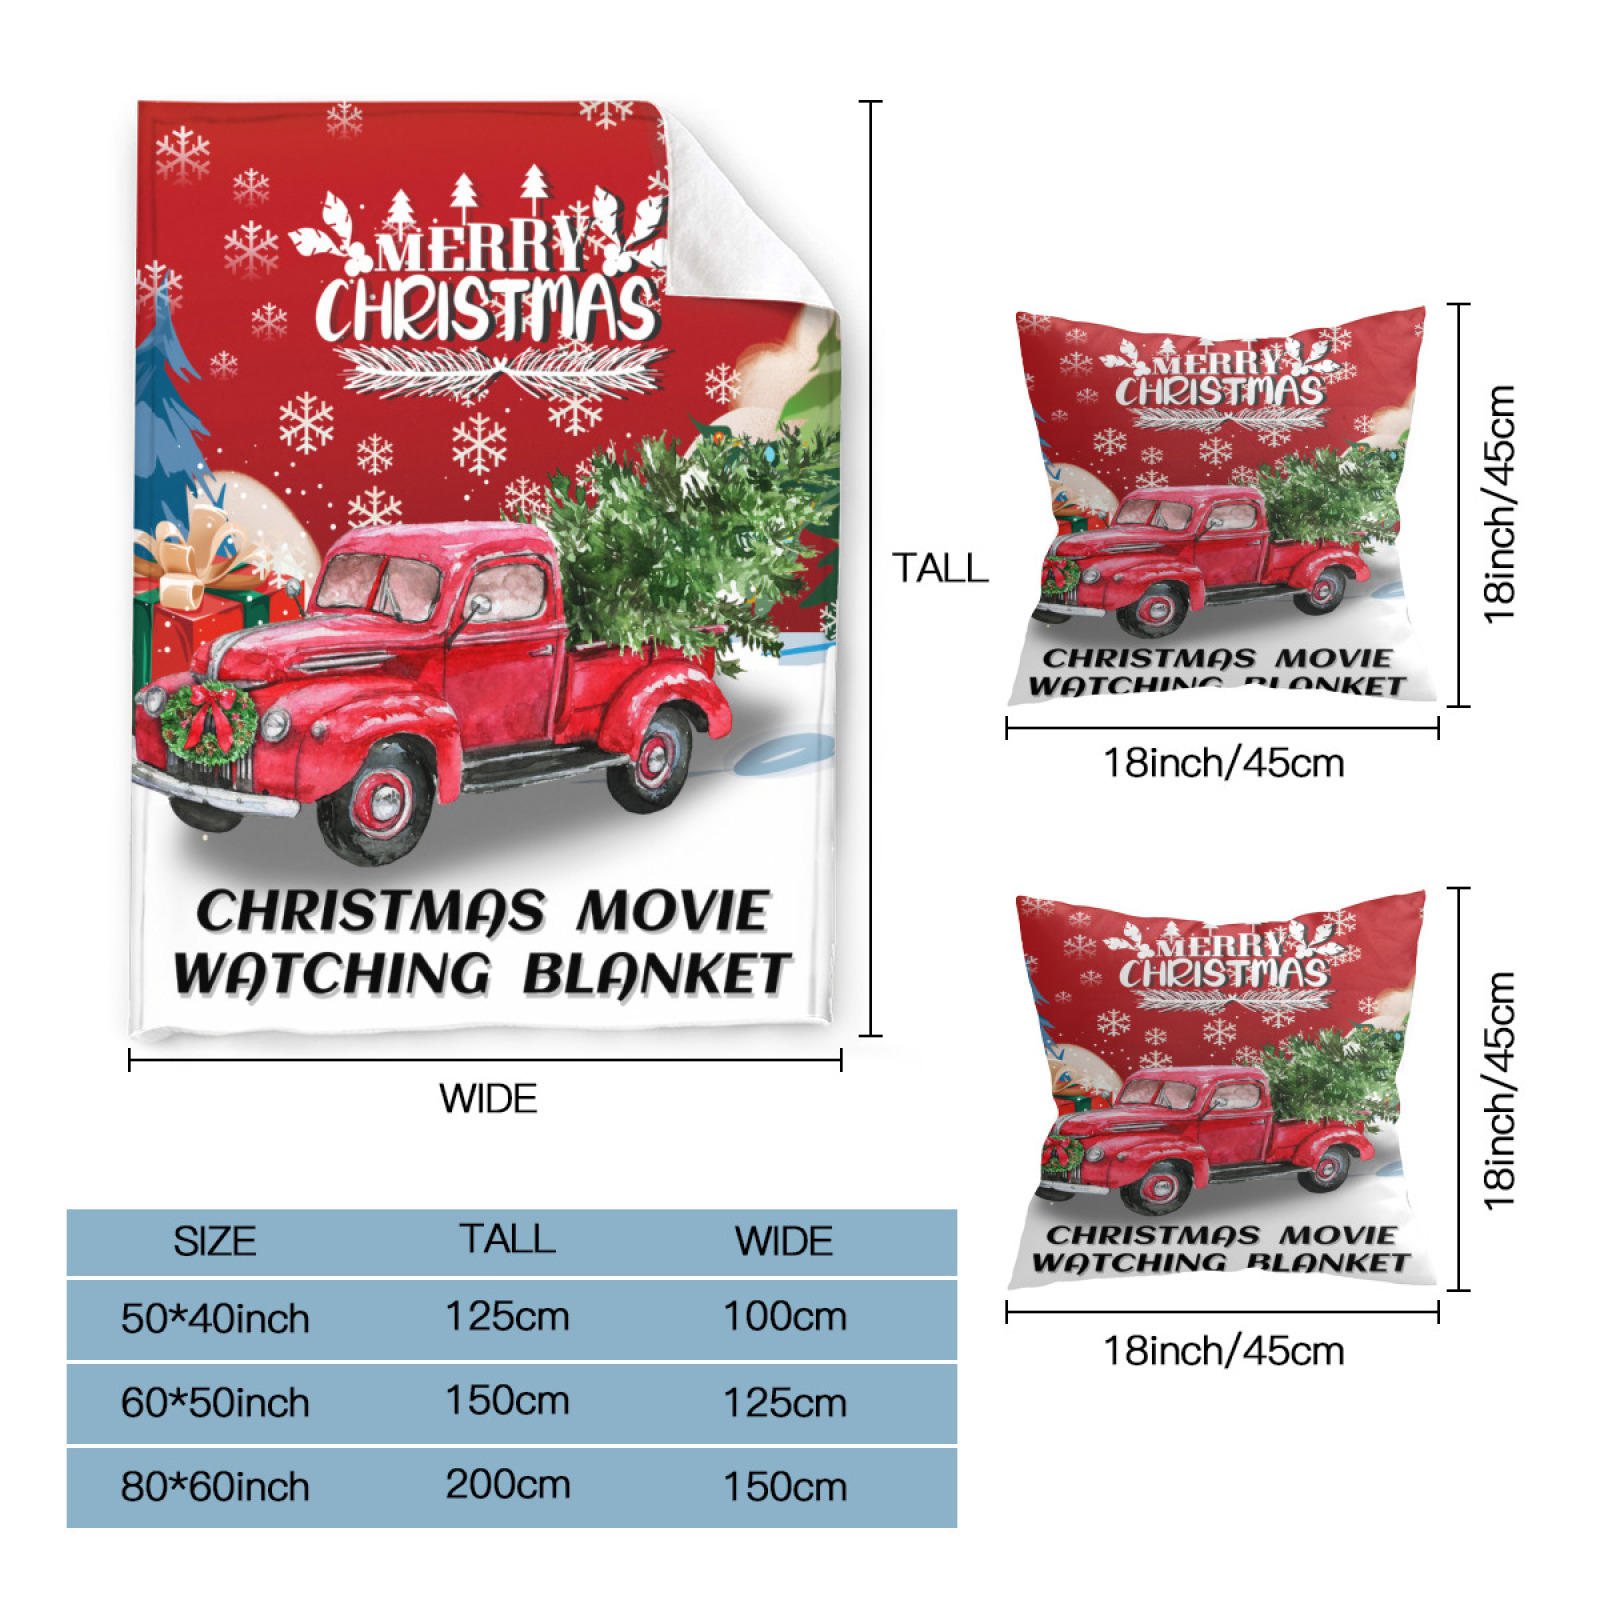 MERRY
CHRISTMAS
CHRISTMAS MOVIE
WATCHING BLANKET
TALL
WIDE
MERRY
CHRISTMAS
CHRISTMAS MOVIE
WATCHING BLANKET
18inch/45cm
18inch/45cm
MERRY
CHRISTMAS
CHRISTMAS MOVIE
WATCHING BLANKET
18inch/45cm
18inch/45cm
SIZE TALL WIDE
50*40inch 125cm 100cm
60*50inch 150cm 125cm
80*60inch 200cm 150cm